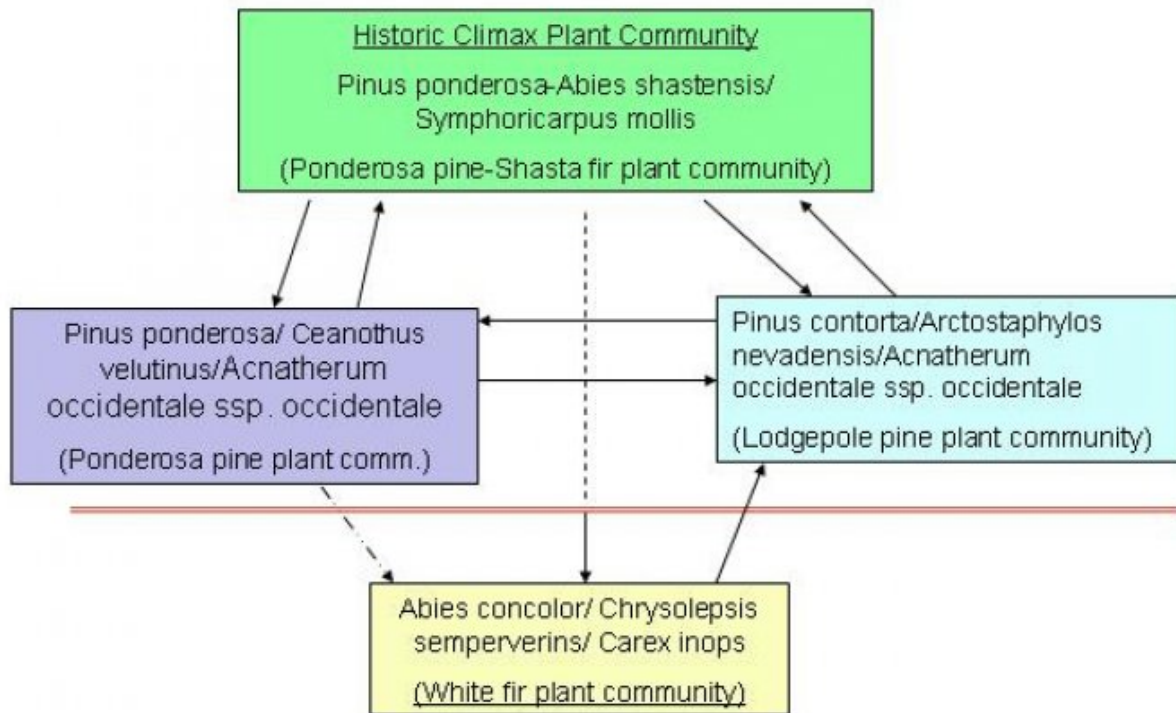 Historic Climax Plant Community
Pinus ponderosa-Abies shastensis/
Symphoricarpus mollis
(Ponderosa pine-Shasta fir plant community)
Pinus ponderosa/ Ceanothus
velutinus/Acnatherum
occidentale ssp. occidentale
(Ponderosa pine plant comm.)
Pinus contorta/Arctostaphylos
nevadensis/Acnatherum
occidentale ssp. occidentale
(Lodgepole pine plant community)
Abies concolor/ Chrysolepsis
semperverins/ Carex inops
(White fir plant community)